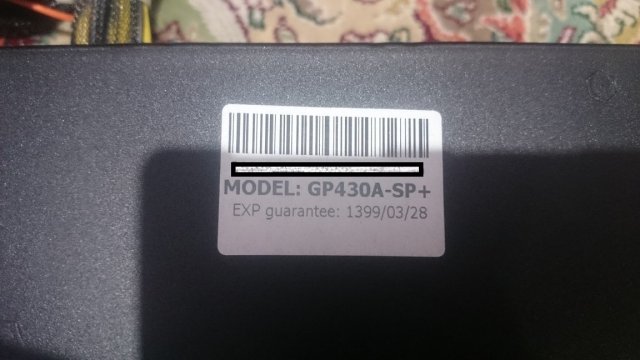 MODEL: GP430A-SP+
EXP guarantee: 1399/03/28